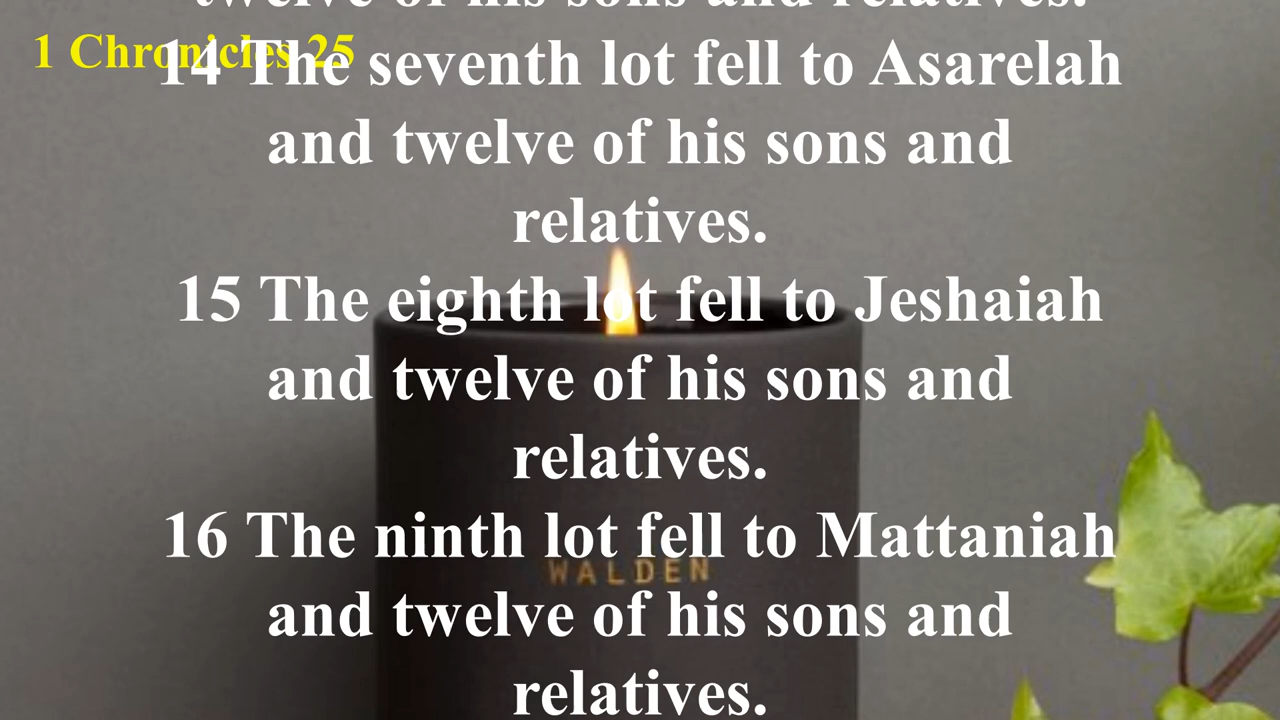 twelve of his sons and relatives.
1 Chronicles 25
14 The seventh lot fell to Asarelah
and twelve of his sons and
relatives.
15 The eighth lot fell to Jeshaiah
and twelve of his sons and
relatives.
16 The ninth lot fell to Mattaniah
WALDEN
and twelve of his sons and
relatives.